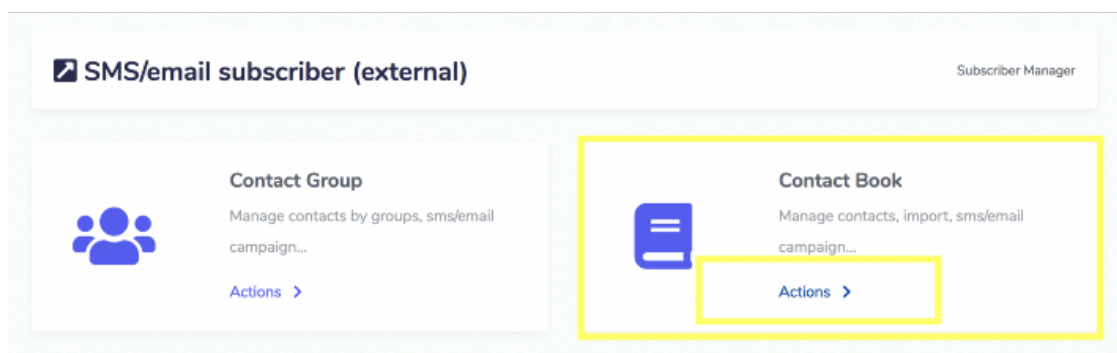 SMS/email subscriber (external)
Subscriber Manager
Contact Group
Manage contacts by groups, sms/email
campaign...
Actions
Contact Book
Manage contacts, import, sms/email
campaign...
Actions